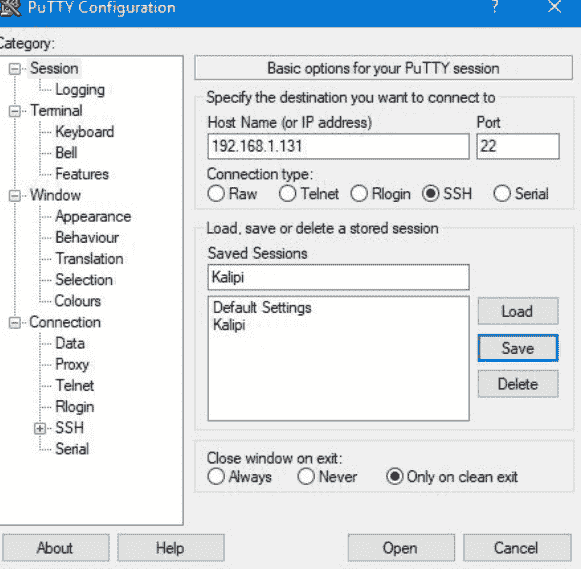 PuTTY Configuration
?
Category:
Session
Logging
Terminal
Keyboard
Bell
Features
Window
Appearance
Behaviour
Translation
Selection
Colours
Connection
Data
Proxy
Telnet
Rlogin
SSH
Serial
Basic options for your PuTTY session
Specify the destination you want to connect to
Host Name (or IP address) Port
192.168.1.131 22
Connection type:
Raw Telnet Rlogin SSH Serial
Load, save or delete a stored session
Saved Sessions
Kalipi
Default Settings
Kalipi
Load
Save
Delete
Close window on exit:
Always Never Only on clean exit
About Help Open Cancel